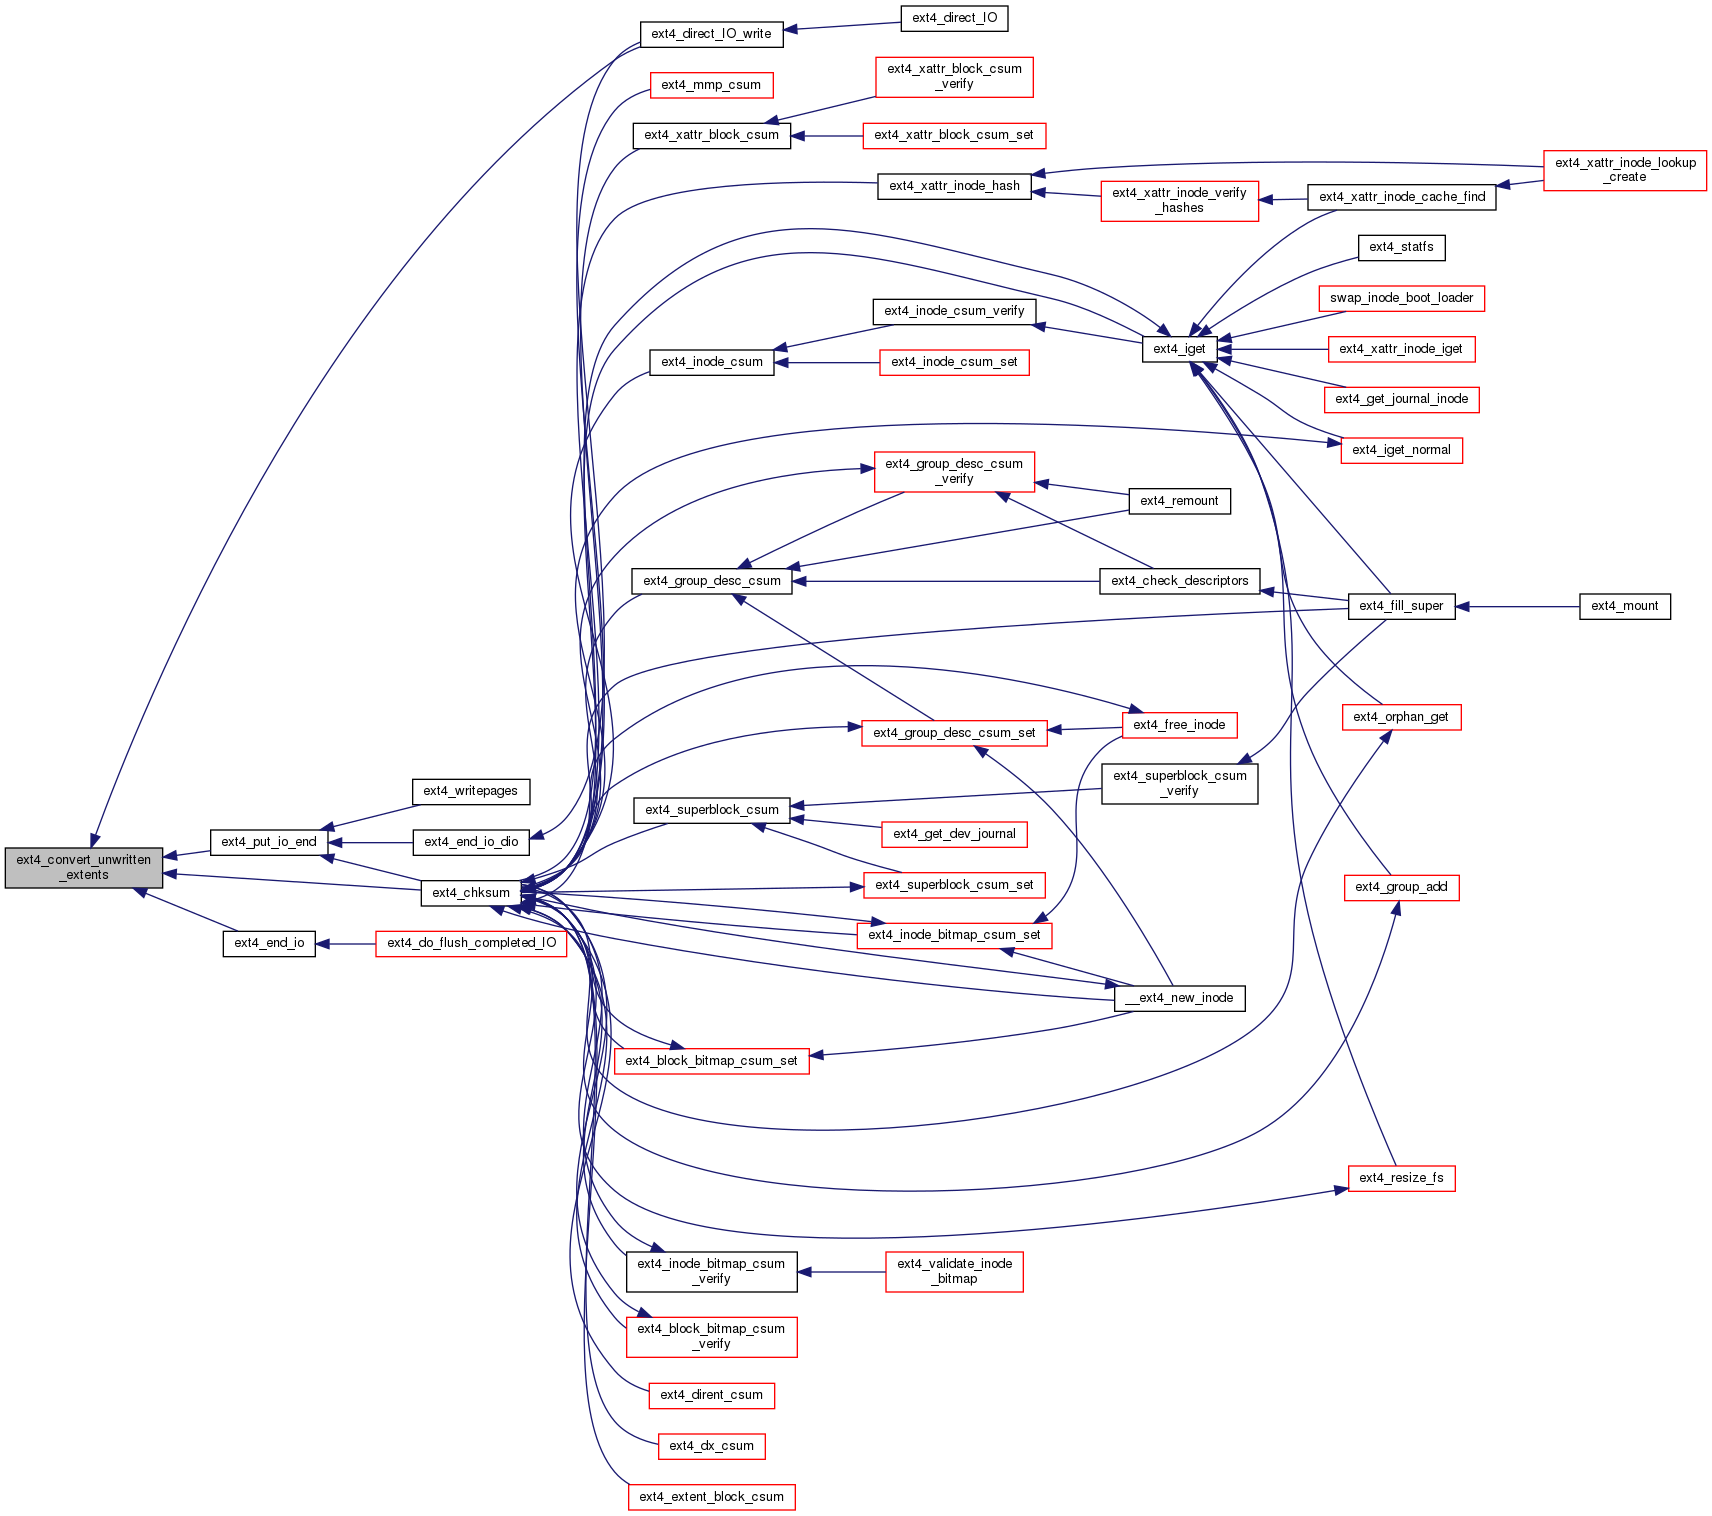 ext4_direct_IO
ext4_direct_IO_write
ext4_xattr_block_csum
_verify
ext4_mmp_csum
ext4_xattr_block_csum
ext4_xattr_block_csum_set
ext4_xattr_inode_lookup
_create
ext4_xattr_inode_hash
ext4_xattr_inode_verify
_hashes
ext4_xattr_inode_cache_find
ext4_statfs
swap_inode_boot_loader
ext4_inode_csum_verify
ext4_iget
ext4_xattr_inode_iget
ext4_inode_csum
ext4_inode_csum_set
ext4_get_journal_inode
ext4_iget_normal
ext4_group_desc_csum
_verify
ext4_remount
ext4_group_desc_csum
ext4_check_descriptors
ext4_fill_super
ext4_mount
ext4_orphan_get
ext4_group_desc_csum_set
ext4_free_inode
ext4_superblock_csum
_verify
ext4_writepages
ext4_superblock_csum
ext4_get_dev_journal
ext4_put_io_end
ext4_end_io_dio
ext4_convert_unwritten
_extents
ext4_chksum
ext4_superblock_csum_set
ext4_group_add
ext4_end_io
ext4_do_flush_completed_IO
ext4_inode_bitmap_csum_set
__ext4_new_inode
ext4_block_bitmap_csum_set
ext4_resize_fs
ext4_inode_bitmap_csum
_verify
ext4_validate_inode
_bitmap
ext4_block_bitmap_csum
_verify
ext4_dirent_csum
ext4_dx_csum
ext4_extent_block_csum